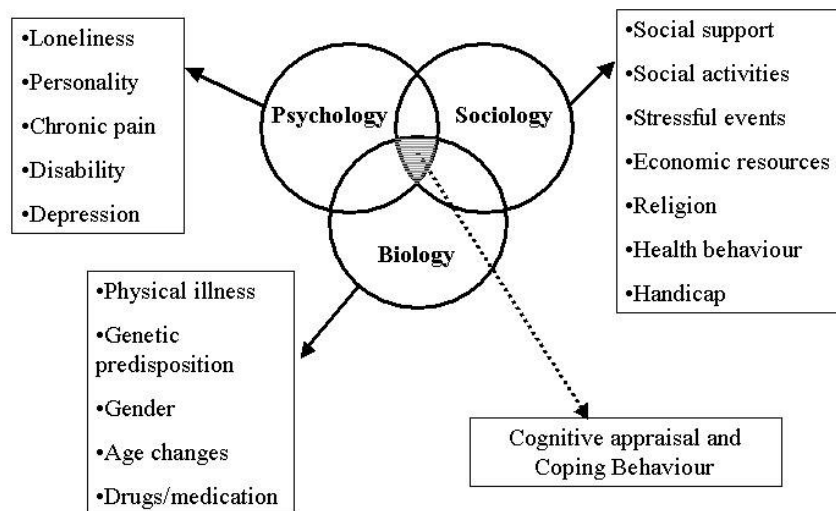 •Loneliness
•Personality
•Chronic pain
•Disability
•Depression
Psychology
Sociology
Biology
•Social support
•Social activities
•Stressful events
•Economic resources
•Religion
•Health behaviour
•Handicap
•Physical illness
•Genetic
predisposition
•Gender
•Age changes
•Drugs/medication
Cognitive appraisal and
Coping Behaviour